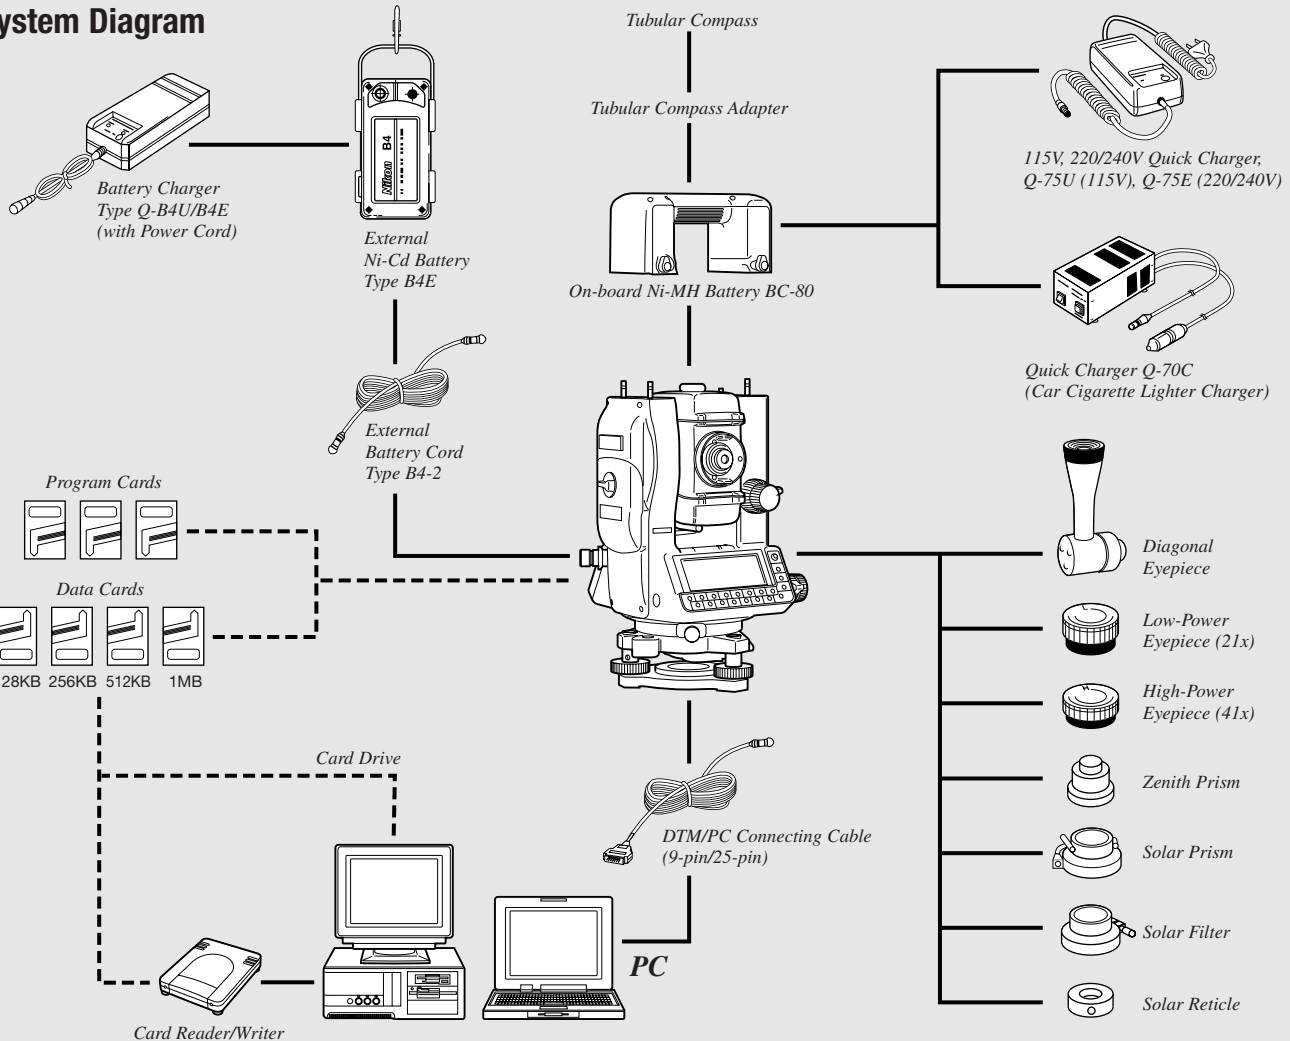 ystem Diagram
Tubular Compass
Tubular Compass Adapter
115V, 220/240V Quick Charger,
Q-75U (115V), Q-75E (220/240V)
Battery Charger
Type Q-B4U/B4E
(with Power Cord)
Nikon B4
External
Ni-Cd Battery
Type B4E
On-board Ni-MH Battery BC-80
Quick Charger Q-70C
(Car Cigarette Lighter Charger)
External
Battery Cord
Type B4-2
Program Cards
Data Cards
28KB 256KB 512KB 1MB
Diagonal
Eyepiece
Low-Power
Eyepiece (21x)
High-Power
Eyepiece (41x)
Zenith Prism
Solar Prism
Solar Filter
Solar Reticle
Card Drive
DTM/PC Connecting Cable
(9-pin/25-pin)
PC
Card Reader/Writer